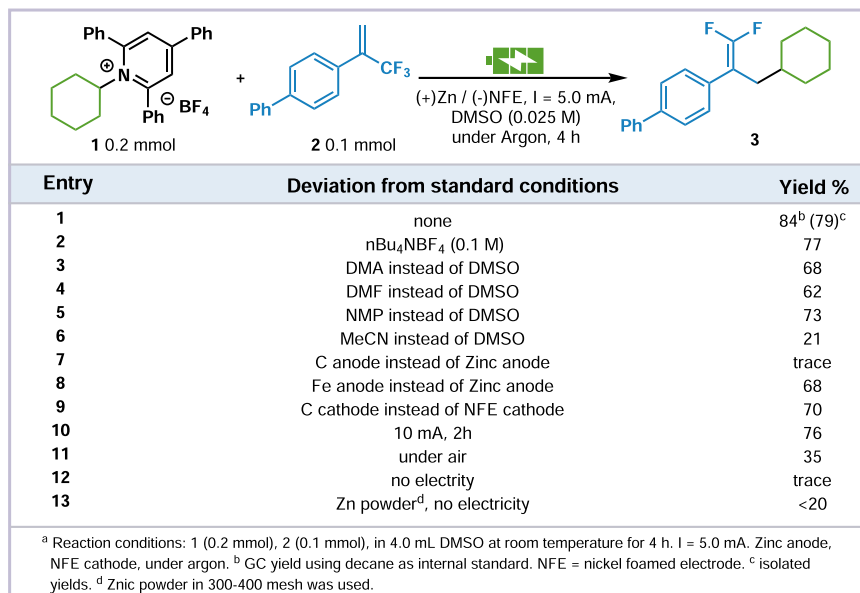 Ph Ph
N+
Ph
⊖BF4
1 0.2 mmol
+
CF3
Ph
2 0.1 mmol
(+)Zn / (-)NFE, I = 5.0 mA,
DMSO (0.025 M)
under Argon, 4 h
F F
Ph
3
Entry Deviation from standard conditions Yield %
1 none 84b (79)c
2 nBu4NBF4 (0.1 M) 77
3 DMA instead of DMSO 68
4 DMF instead of DMSO 62
5 NMP instead of DMSO 73
6 MeCN instead of DMSO 21
7 C anode instead of Zinc anode trace
8 Fe anode instead of Zinc anode 68
9 C cathode instead of NFE cathode 70
10 10 mA, 2h 76
11 under air 35
12 no electrity trace
13 Zn powderd, no electricity <20
a Reaction conditions: 1 (0.2 mmol), 2 (0.1 mmol), in 4.0 mL DMSO at room temperature for 4 h. I = 5.0 mA. Zinc anode,
NFE cathode, under argon. b GC yield using decane as internal standard. NFE = nickel foamed electrode. c isolated
yields. d Znic powder in 300-400 mesh was used.